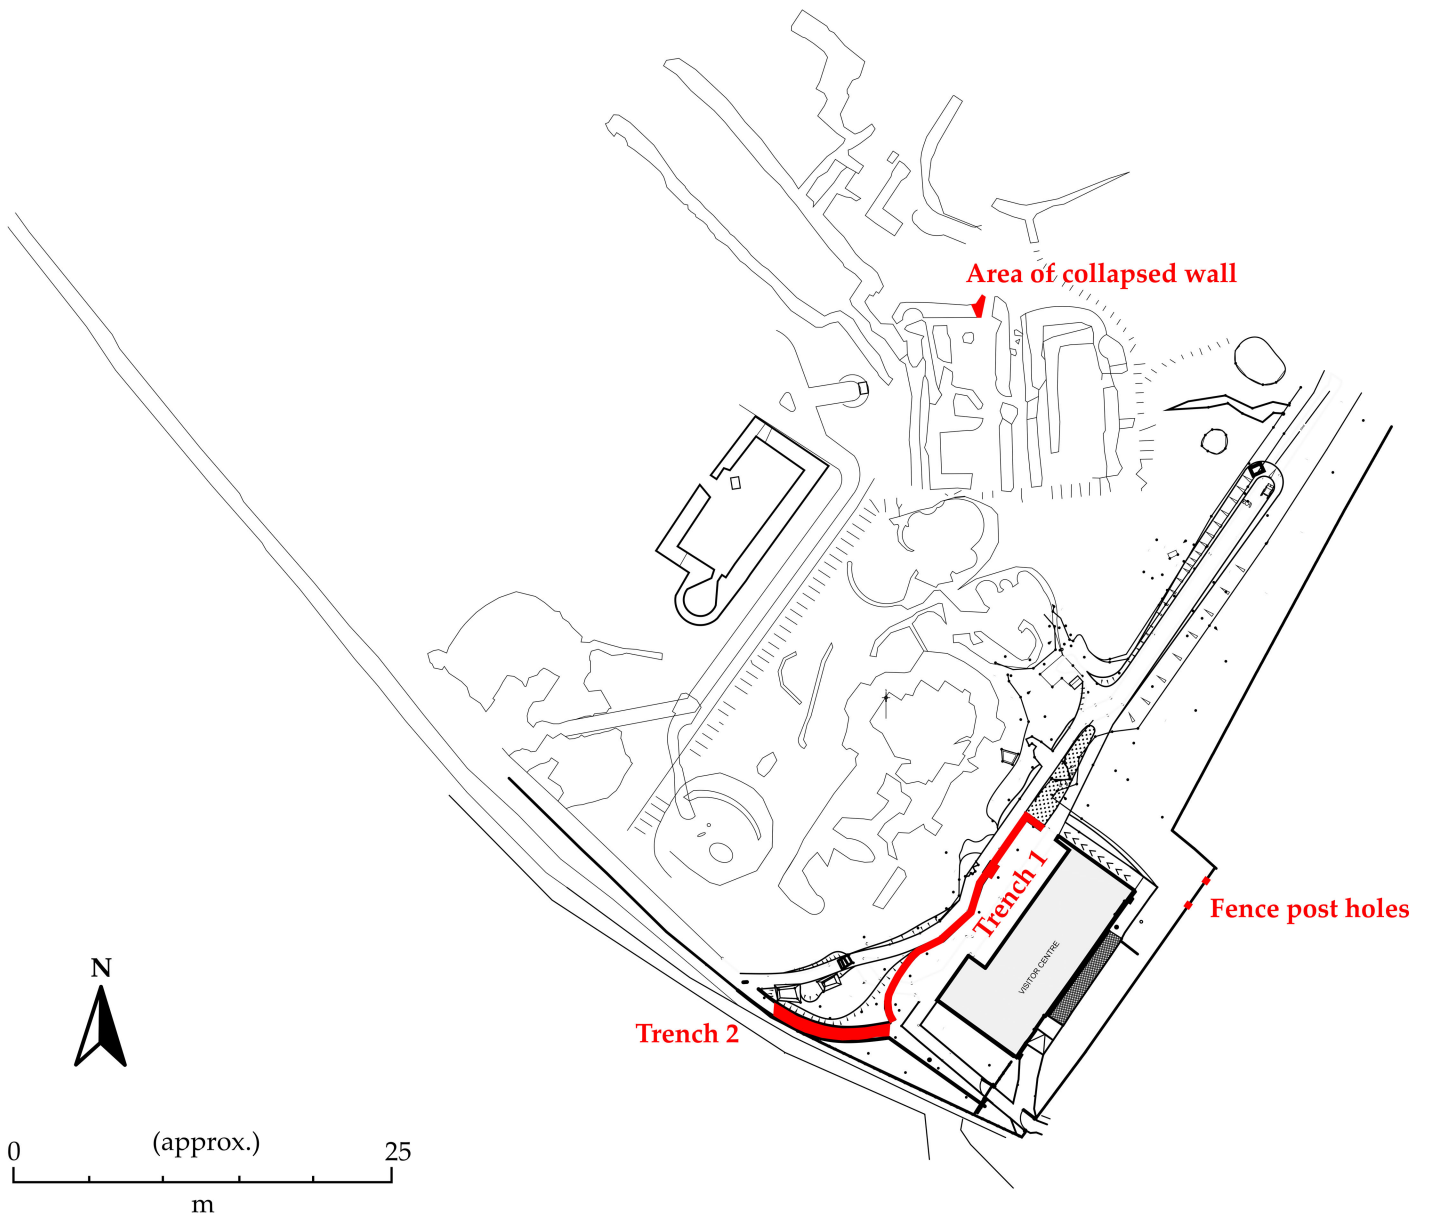 Area of collapsed wall
Trench 1
Fence post holes
VISITOR CENTRE
N
Trench 2
(approx.)
0 25
m